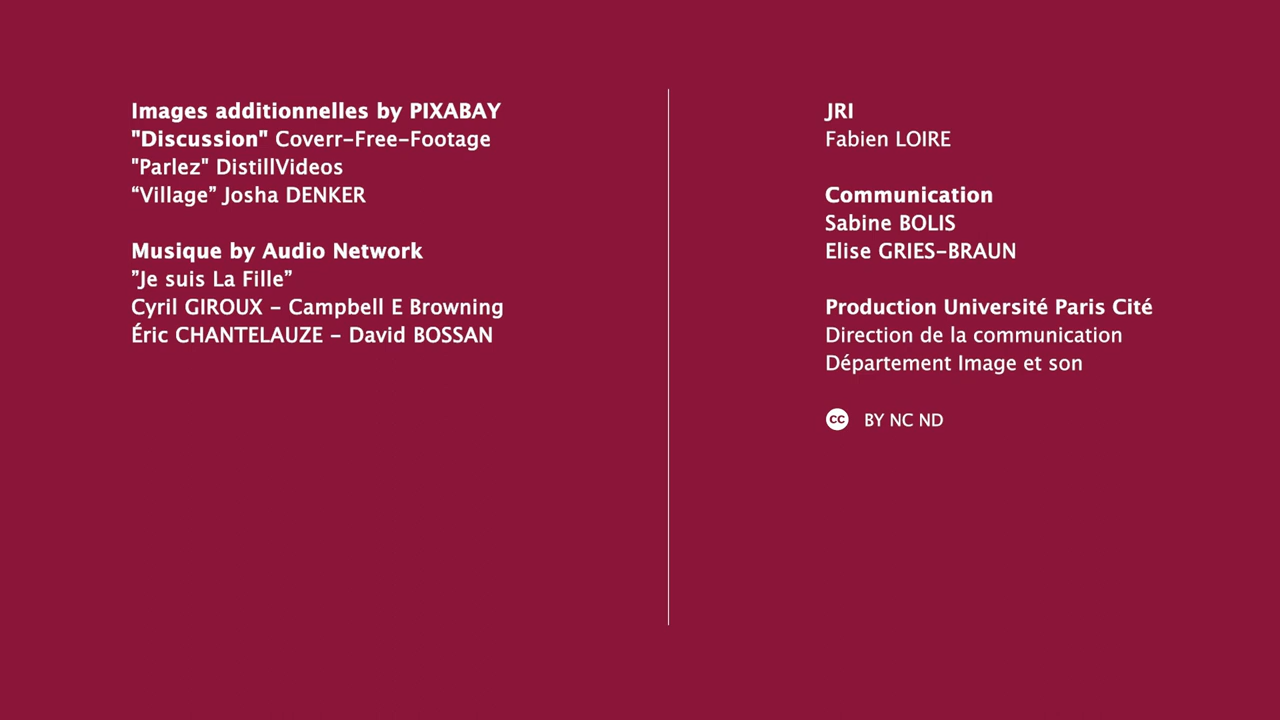 Images additionnelles by PIXABAY
"Discussion" Coverr-Free-Footage
"Parlez" DistillVideos
“Village” Josha DENKER
Musique by Audio Network
”Je suis La Fille”
Cyril GIROUX - Campbell E Browning
Éric CHANTELAUZE - David BOSSAN
JRI
Fabien LOIRE
Communication
Sabine BOLIS
Elise GRIES-BRAUN
Production Université Paris Cité
Direction de la communication
Département Image et son
cc BY NC ND